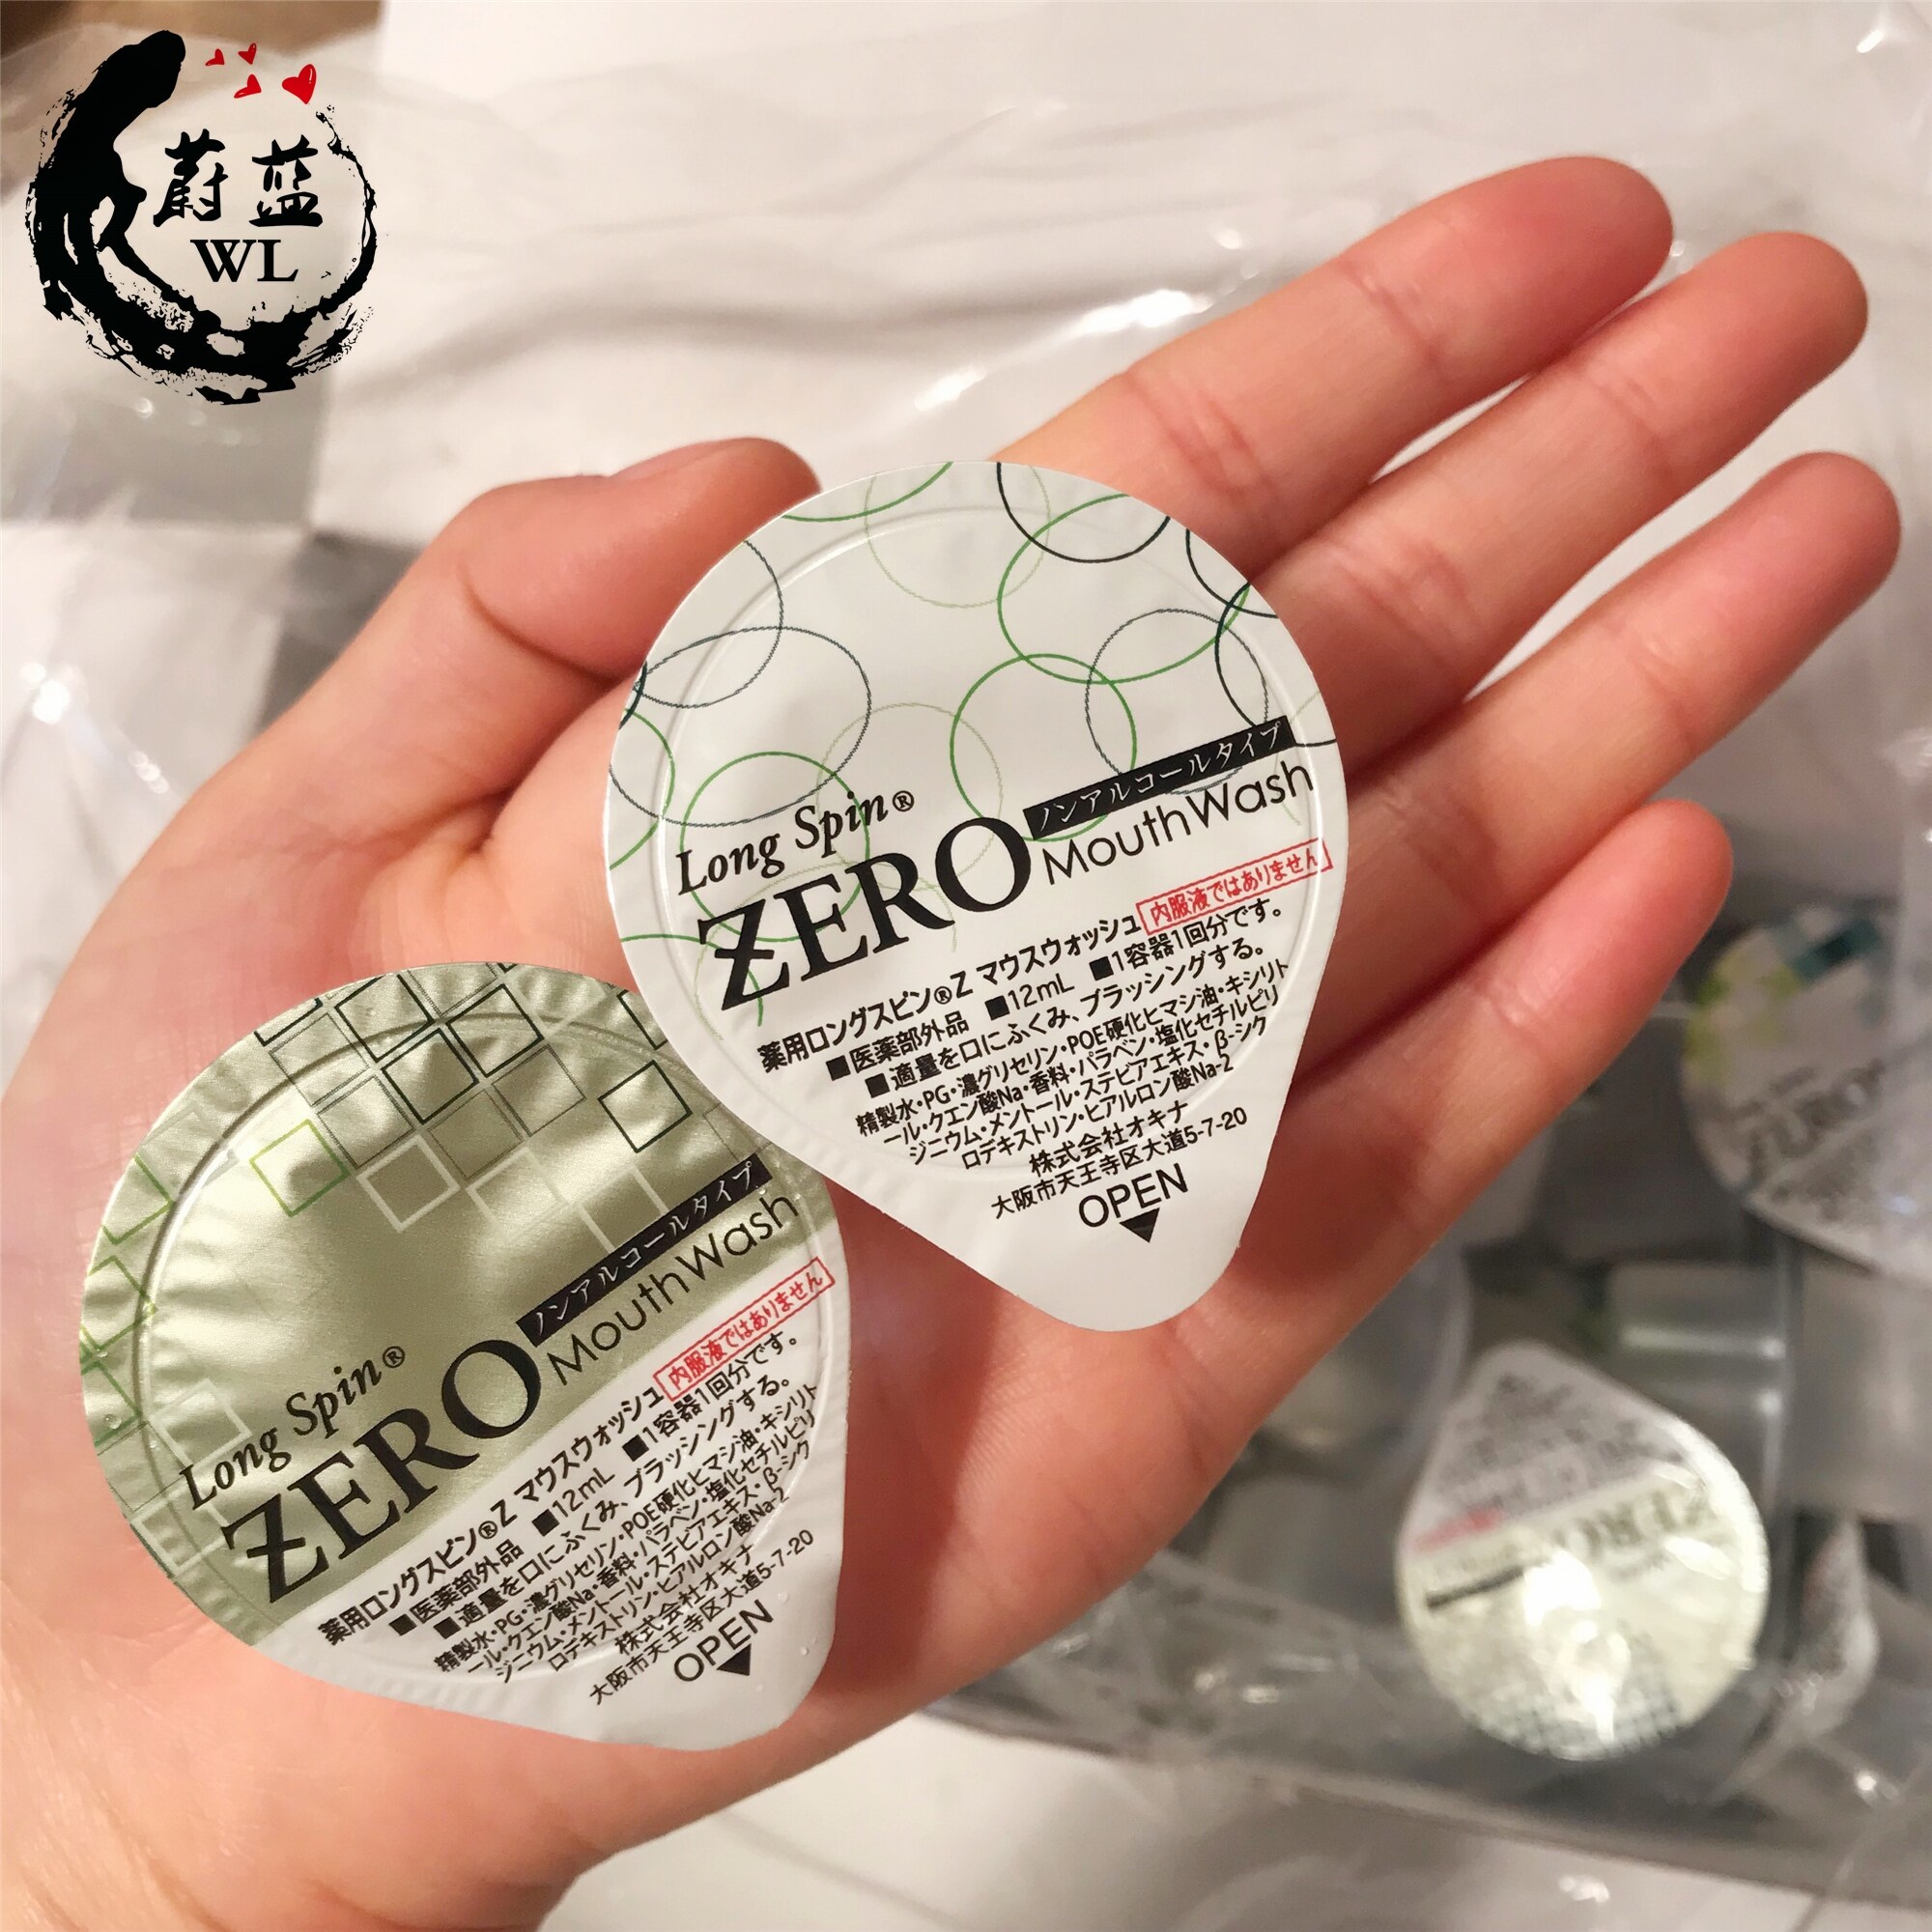 蔚蓝
WL
Long Spin®
ZERO
ノンアルコールタイプ
MouthWash
内服液ではありません
薬用ロングスピン®Z マウスウォッシュ
■医薬部外品 ■12mL ■1容器1回分です。
■適量を口にふくみ、ブラッシングする。
精製水・PG・濃グリセリン・POE硬化ヒマシ油・キシリト
ール・クエン酸Na・香料・パラベン・塩化セチルピリ
ジニウム・メントール・ステビアエキス・β-シク
ロデキストリン・ヒアルロン酸Na-2
株式会社オキナ
大阪市天王寺区大道5-7-20
OPEN
Long Spin®
ZERO
ノンアルコールタイプ
MouthWash
内服液ではありません
薬用ロングスピン®Z マウスウォッシュ
■医薬部外品 ■12mL ■1容器1回分です。
■適量を口にふくみ、ブラッシングする。
精製水・PG・濃グリセリン・POE硬化ヒマシ油・キシリト
ール・クエン酸Na・香料・パラベン・塩化セチルピリ
ジニウム・メントール・ステビアエキス・β-シク
ロデキストリン・ヒアルロン酸Na-2
株式会社オキナ
大阪市天王寺区大道5-7-20
OPEN